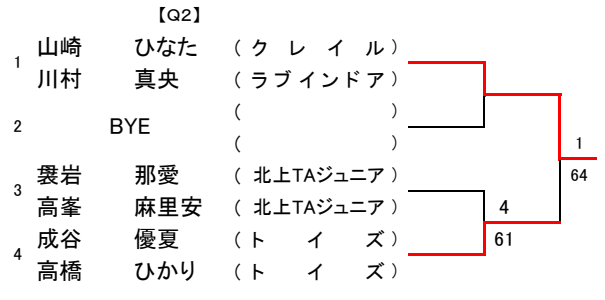 【Q2】
1 山崎 ひなた ( ク レ イ ル )
川村 真央 ( ラブインドア )
2 BYE ( )
( )
1
64
3 褜岩 那愛 ( 北上TAジュニア )
高峯 麻里安 ( 北上TAジュニア )
4
61
4 成谷 優夏 ( ト イ ズ )
高橋 ひかり ( ト イ ズ )